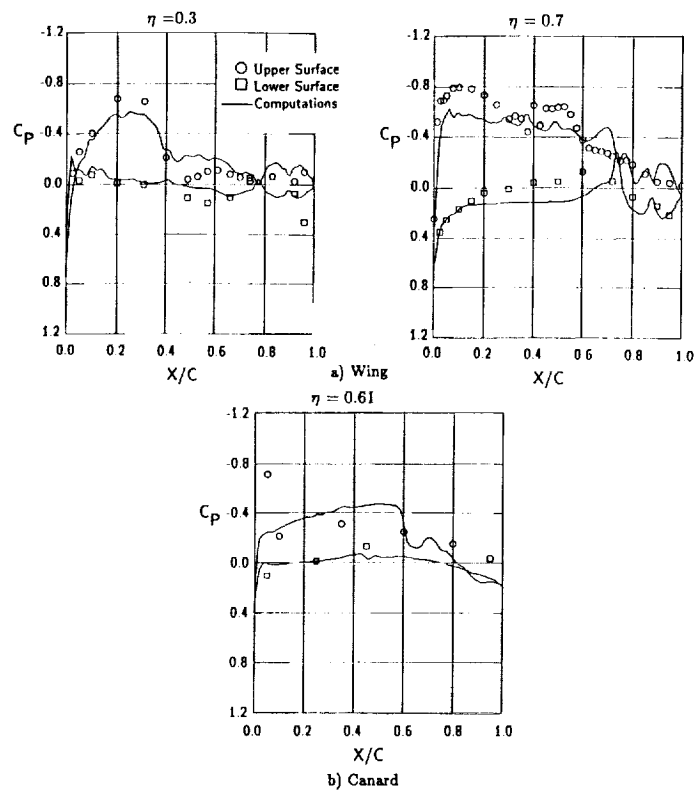 η = 0.3
-1.2
-0.8
-0.4
0.0
0.4
0.8
1.2
C_P
Upper Surface
Lower Surface
Computations
0.0 0.2 0.4 0.6 0.8 1.0
X/C
η = 0.7
-1.2
-0.8
-0.4
0.0
0.4
0.8
1.2
C_P
0.0 0.2 0.4 0.6 0.8 1.0
X/C
a) Wing
η = 0.61
-1.2
-0.8
-0.4
0.0
0.4
0.8
1.2
C_P
0.0 0.2 0.4 0.6 0.8 1.0
X/C
b) Canard